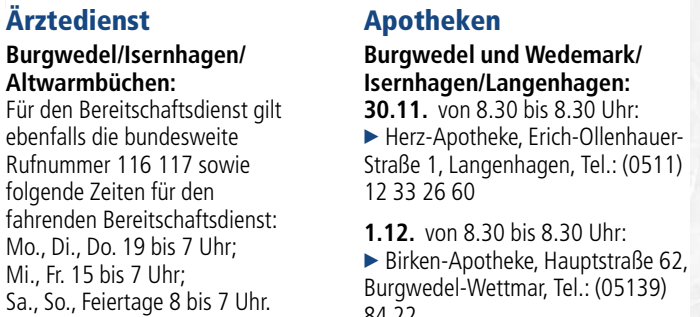 Ärztedienst
Burgwedel/Isernhagen/
Altwarmbüchen:
Für den Bereitschaftsdienst gilt
ebenfalls die bundesweite
Rufnummer 116 117 sowie
folgende Zeiten für den
fahrenden Bereitschaftsdienst:
Mo., Di., Do. 19 bis 7 Uhr;
Mi., Fr. 15 bis 7 Uhr;
Sa., So., Feiertage 8 bis 7 Uhr.
Apotheken
Burgwedel und Wedemark/
Isernhagen/Langenhagen:
30.11. von 8.30 bis 8.30 Uhr:
► Herz-Apotheke, Erich-Ollenhauer-
Straße 1, Langenhagen, Tel.: (0511)
12 33 26 60
1.12. von 8.30 bis 8.30 Uhr:
► Birken-Apotheke, Hauptstraße 62,
Burgwedel-Wettmar, Tel.: (05139)
84 22